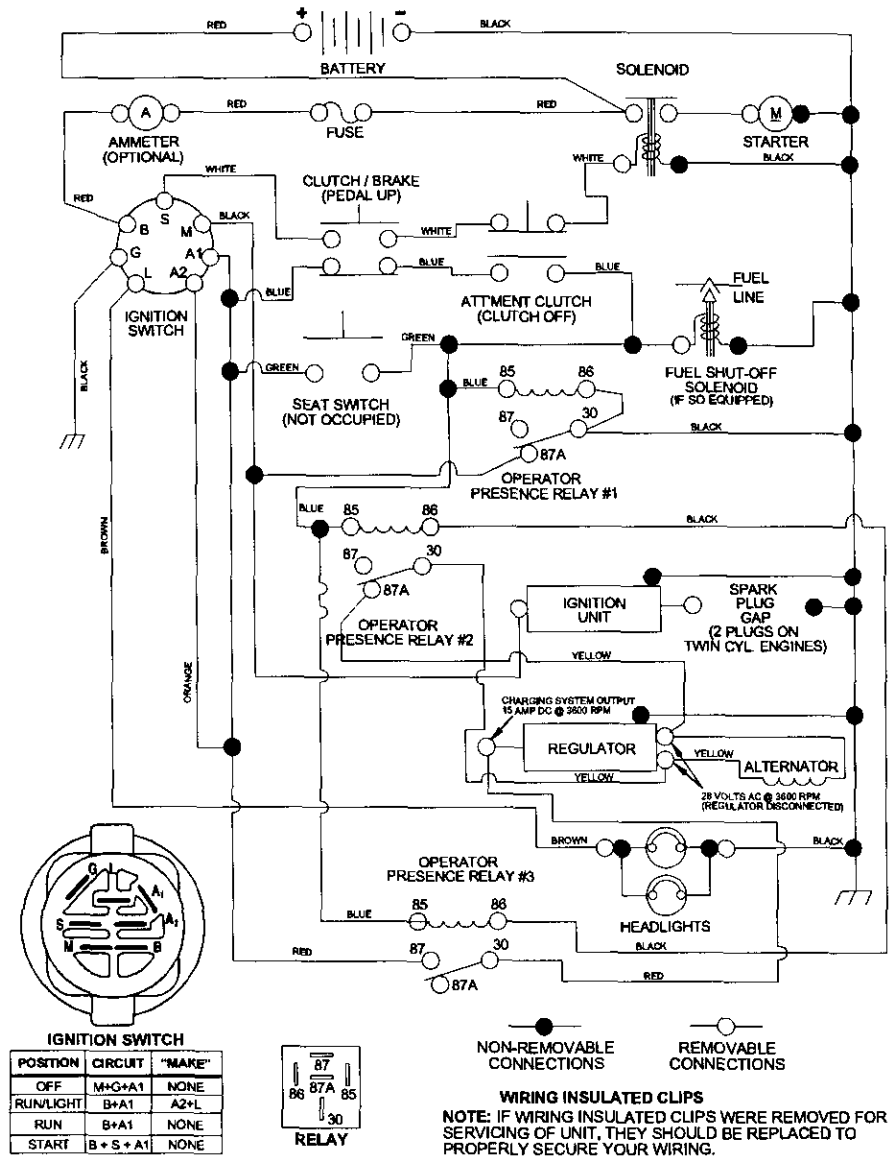 + -
RED
BLACK
BATTERY
SOLENOID
A
RED
RED
M
AMMETER
(OPTIONAL)
FUSE
STARTER
WHITE
CLUTCH / BRAKE
(PEDAL UP)
WHITE
BLACK
RED
S
B
M
BLACK
WHITE
G
A1
L
A2
BLUE
BLUE
BLUE
IGNITION
SWITCH
ATT'MENT CLUTCH
(CLUTCH OFF)
FUEL
LINE
GREEN
GREEN
BLACK
SEAT SWITCH
(NOT OCCUPIED)
FUEL SHUT-OFF
SOLENOID
(IF SO EQUIPPED)
BLUE
85
86
87
30
87A
BLACK
OPERATOR
PRESENCE RELAY #1
BROWN
BLUE
85
86
BLACK
87
30
87A
OPERATOR
PRESENCE RELAY #2
IGNITION
UNIT
SPARK
PLUG
GAP
(2 PLUGS ON
TWIN CYL. ENGINES)
YELLOW
ORANGE
CHARGING SYSTEM OUTPUT
15 AMP DC @ 3600 RPM
REGULATOR
YELLOW
ALTERNATOR
YELLOW
28 VOLTS AC @ 3600 RPM
(REGULATOR DISCONNECTED)
BROWN
BLACK
HEADLIGHTS
OPERATOR
PRESENCE RELAY #3
BLUE
85
86
BLACK
RED
87
30
87A
RED
G
L
A1
S
A2
M
B
IGNITION SWITCH
POSITION CIRCUIT "MAKE"
OFF M+G+A1 NONE
RUN/LIGHT B+A1 A2+L
RUN B+A1 NONE
START B + S + A1 NONE
87
86 87A 85
30
RELAY
NON-REMOVABLE
CONNECTIONS
REMOVABLE
CONNECTIONS
WIRING INSULATED CLIPS
NOTE: IF WIRING INSULATED CLIPS WERE REMOVED FOR
SERVICING OF UNIT, THEY SHOULD BE REPLACED TO
PROPERLY SECURE YOUR WIRING.